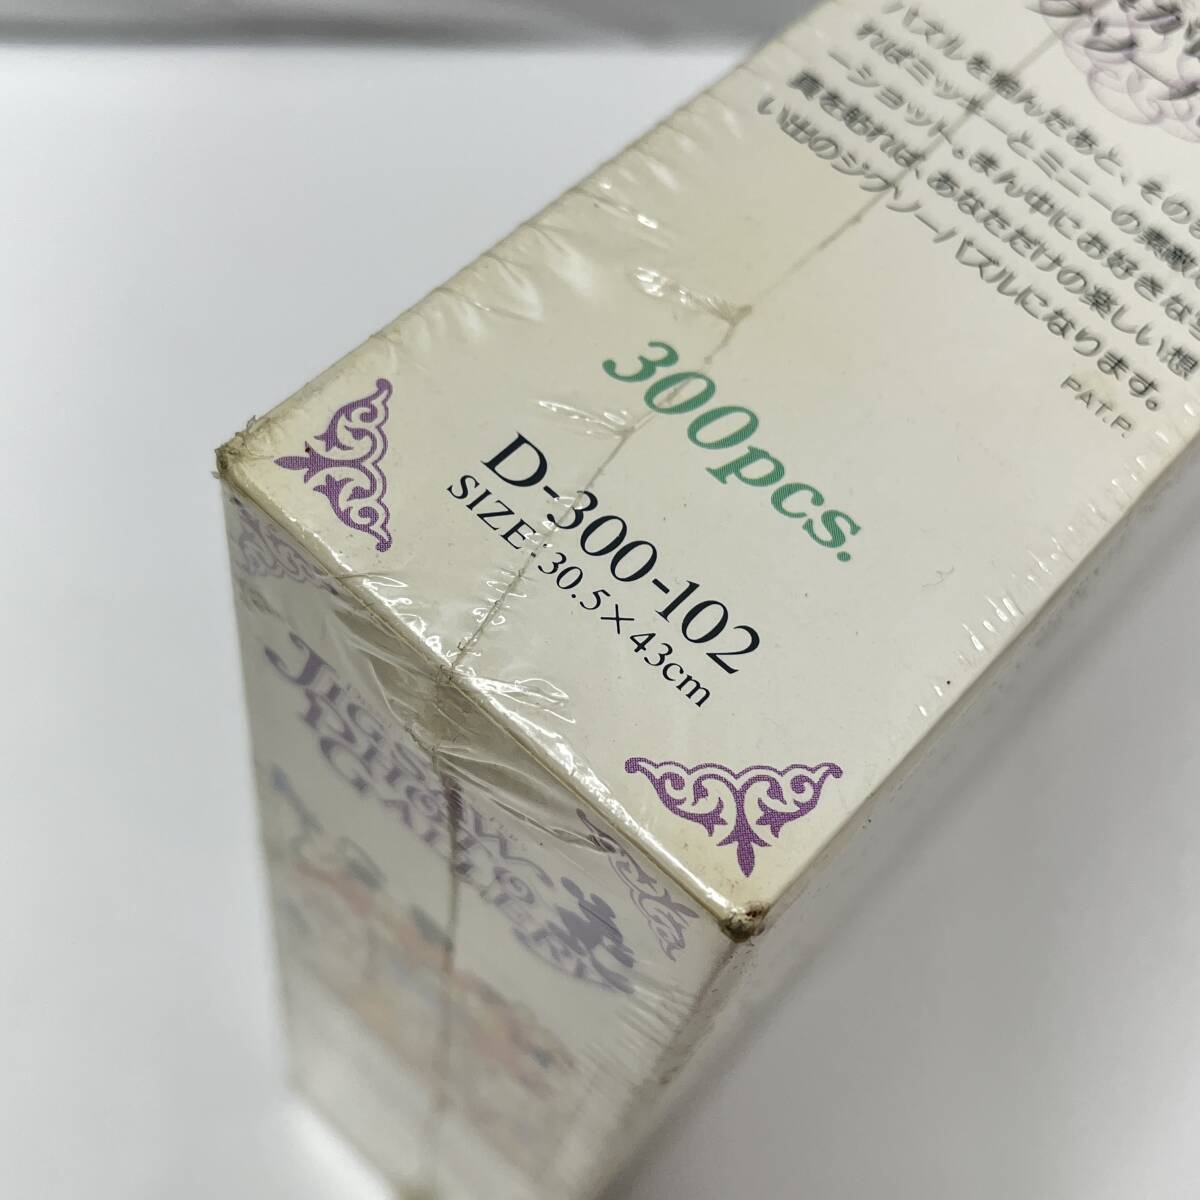 パズルを組んだあと、その
ればミッキーとミニーの素敵
ーショット。まん中にお好きな
真を貼れば、あなただけの楽しい想
い出のジグソーパズルになります。
PAT.P.
300pcs.
D-300-102
SIZE:30.5×43cm
JIGSAW
PHOTO
GALLERY